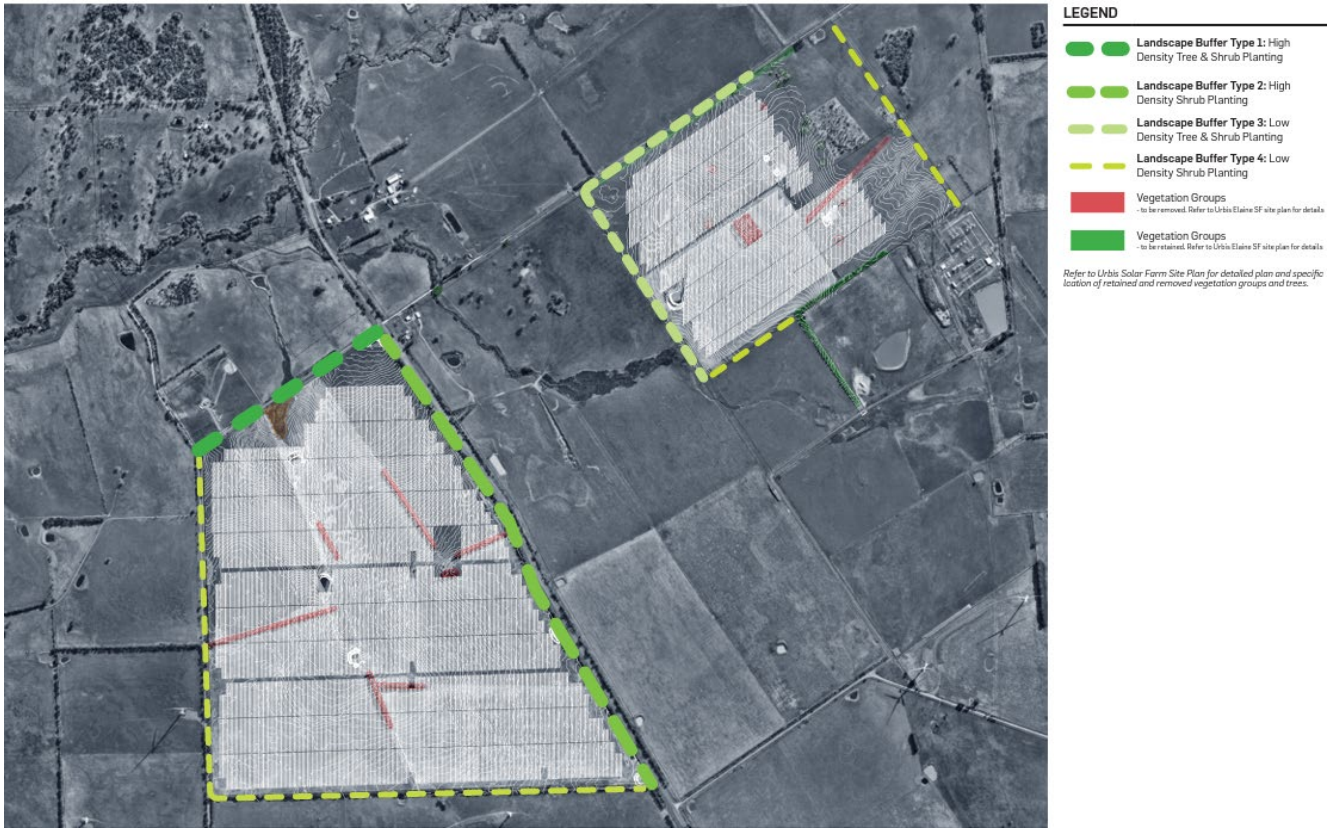 LEGEND
Landscape Buffer Type 1: High
Density Tree & Shrub Planting
Landscape Buffer Type 2: High
Density Shrub Planting
Landscape Buffer Type 3: Low
Density Tree & Shrub Planting
Landscape Buffer Type 4: Low
Density Shrub Planting
Vegetation Groups
- to be removed. Refer to Urbis Elaine SF site plan for details
Vegetation Groups
- to be retained. Refer to Urbis Elaine SF site plan for details
Refer to Urbis Solar Farm Site Plan for detailed plan and specific
lcation of retained and removed vegetation groups and trees.